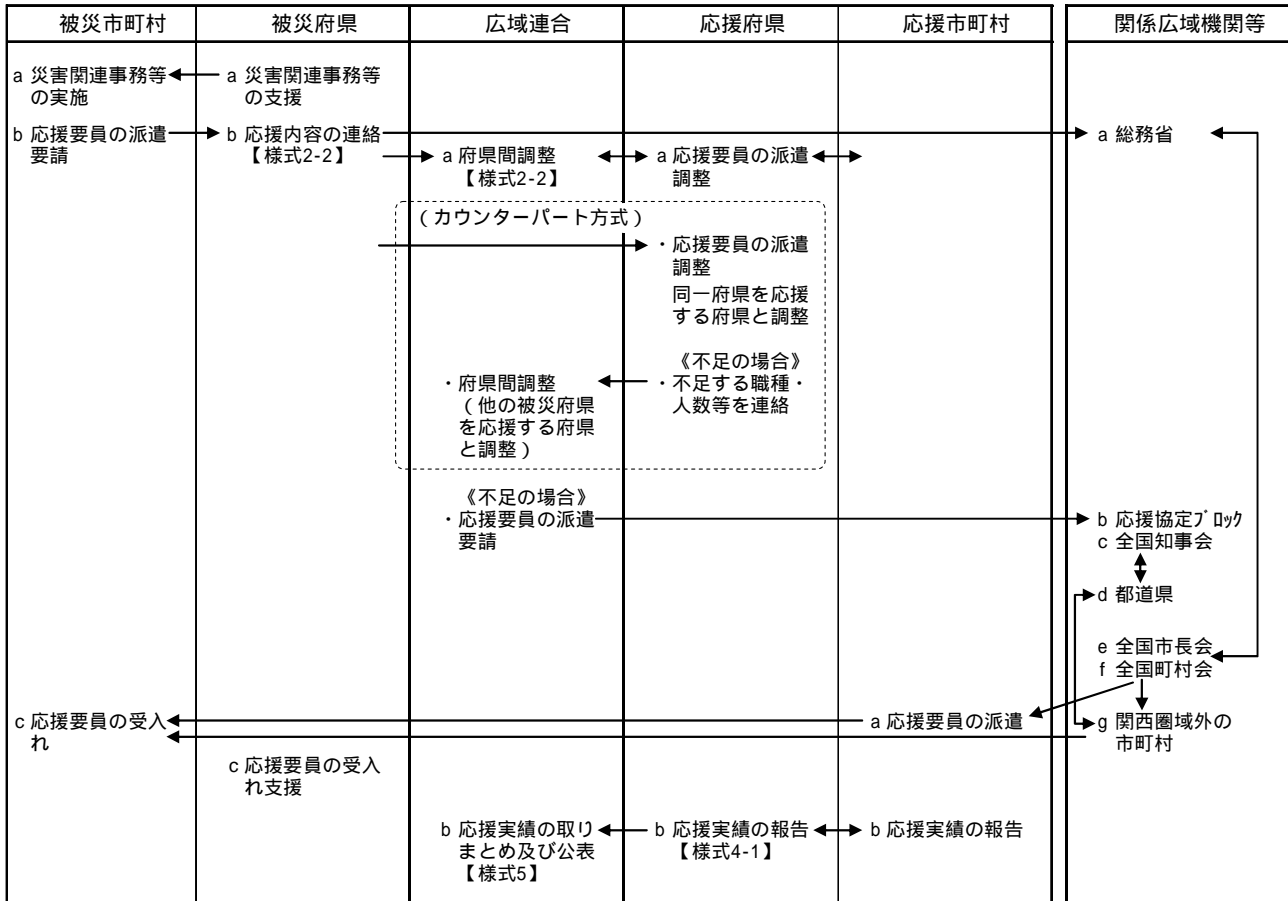 被災市町村
被災府県
広域連合
応援府県
応援市町村
関係広域機関等
a 災害関連事務等
の実施
a 災害関連事務等
の支援
b 応援要員の派遣
要請
b 応援内容の連絡
【様式2-2】
a 総務省
a 府県間調整
【様式2-2】
a 応援要員の派遣
調整
(カウンターパート方式)
・応援要員の派遣
調整
同一府県を応援
する府県と調整
《不足の場合》
・不足する職種・
人数等を連絡
・府県間調整
(他の被災府県
を応援する府県
と調整)
《不足の場合》
・応援要員の派遣
要請
b 応援協定ブロック
c 全国知事会
d 都道県
e 全国市長会
f 全国町村会
c 応援要員の受入
れ
a 応援要員の派遣
g 関西圏域外の
市町村
c 応援要員の受入
れ支援
b 応援実績の取り
まとめ及び公表
【様式5】
b 応援実績の報告
【様式4-1】
b 応援実績の報告